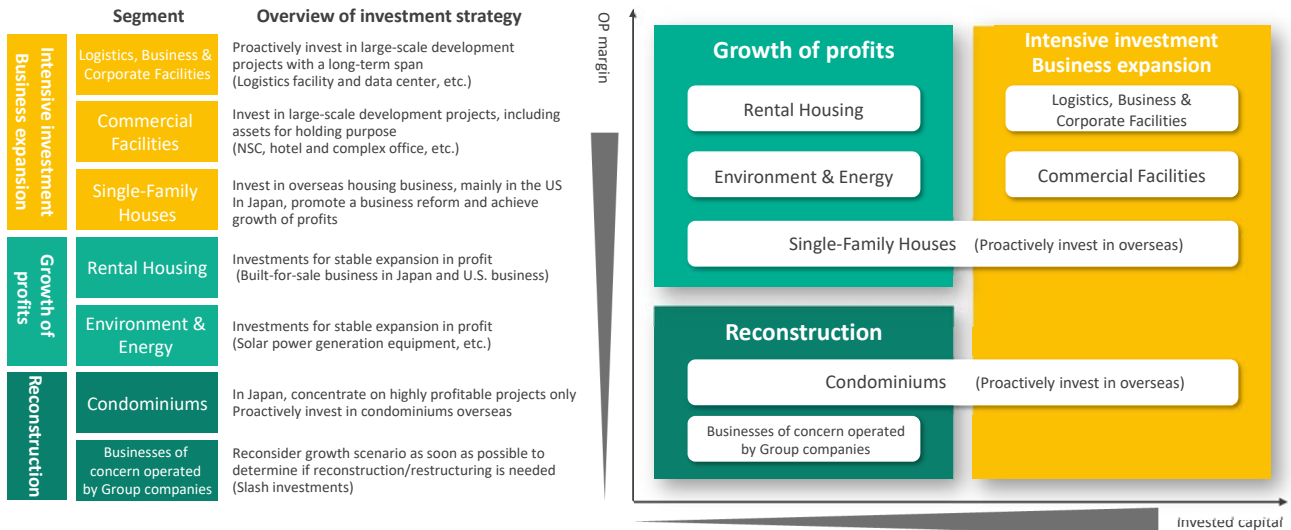 Segment
Overview of investment strategy
Intensive investment
Business expansion
Logistics, Business &
Corporate Facilities
Proactively invest in large-scale development
projects with a long-term span
(Logistics facility and data center, etc.)
Commercial
Facilities
Invest in large-scale development projects, including
assets for holding purpose
(NSC, hotel and complex office, etc.)
Single-Family
Houses
Invest in overseas housing business, mainly in the US
In Japan, promote a business reform and achieve
growth of profits
Growth of
profits
Rental Housing
Investments for stable expansion in profit
(Built-for-sale business in Japan and U.S. business)
Environment &
Energy
Investments for stable expansion in profit
(Solar power generation equipment, etc.)
Reconstruction
Condominiums
In Japan, concentrate on highly profitable projects only
Proactively invest in condominiums overseas
Businesses of
concern operated
by Group companies
Reconsider growth scenario as soon as possible to
determine if reconstruction/restructuring is needed
(Slash investments)
OP margin
Growth of profits
Rental Housing
Environment & Energy
Intensive investment
Business expansion
Logistics, Business &
Corporate Facilities
Commercial Facilities
Single-Family Houses (Proactively invest in overseas)
Reconstruction
Condominiums (Proactively invest in overseas)
Businesses of concern operated
by Group companies
Invested capital